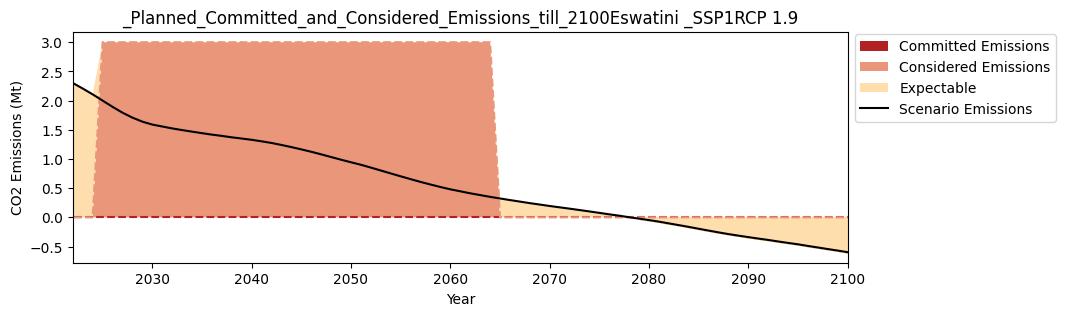 _Planned_Committed_and_Considered_Emissions_till_2100Eswatini _SSP1RCP 1.9
CO2 Emissions (Mt)
3.0
2.5
2.0
1.5
1.0
0.5
0.0
−0.5
2030 2040 2050 2060 2070 2080 2090 2100
Year
Committed Emissions
Considered Emissions
Expectable
Scenario Emissions